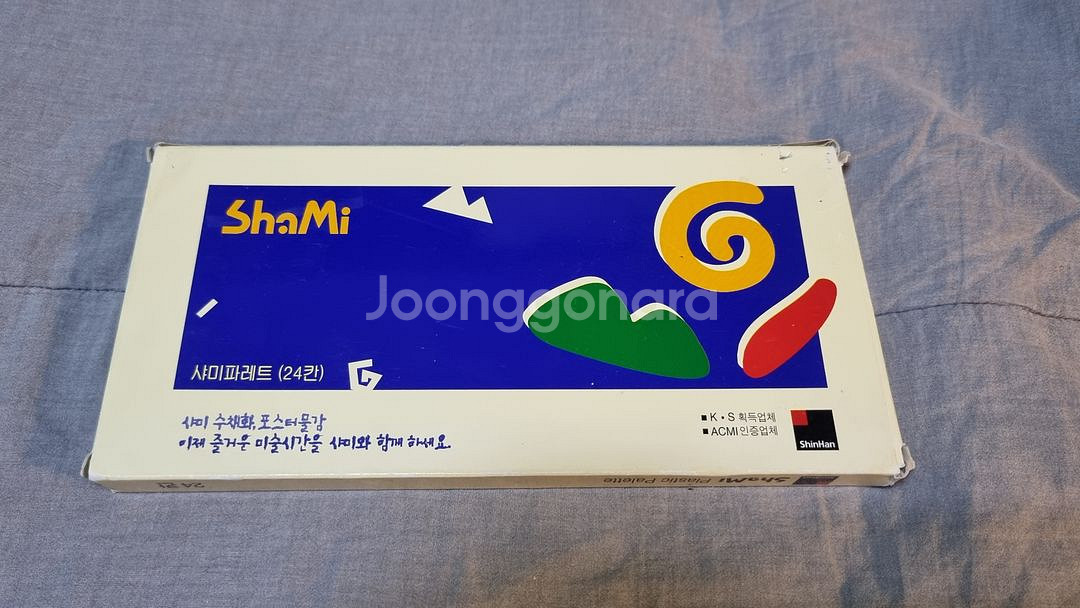 ShaMi
Joonggonara
샤미파레트 (24칸)
샤미 수채화, 포스터물감
이제 즐거운 미술시간을 샤미와 함께 하세요.
■ K·S 획득업체
■ ACMI 인증업체
ShinHan
24칸
ShaMi Plastic Palette